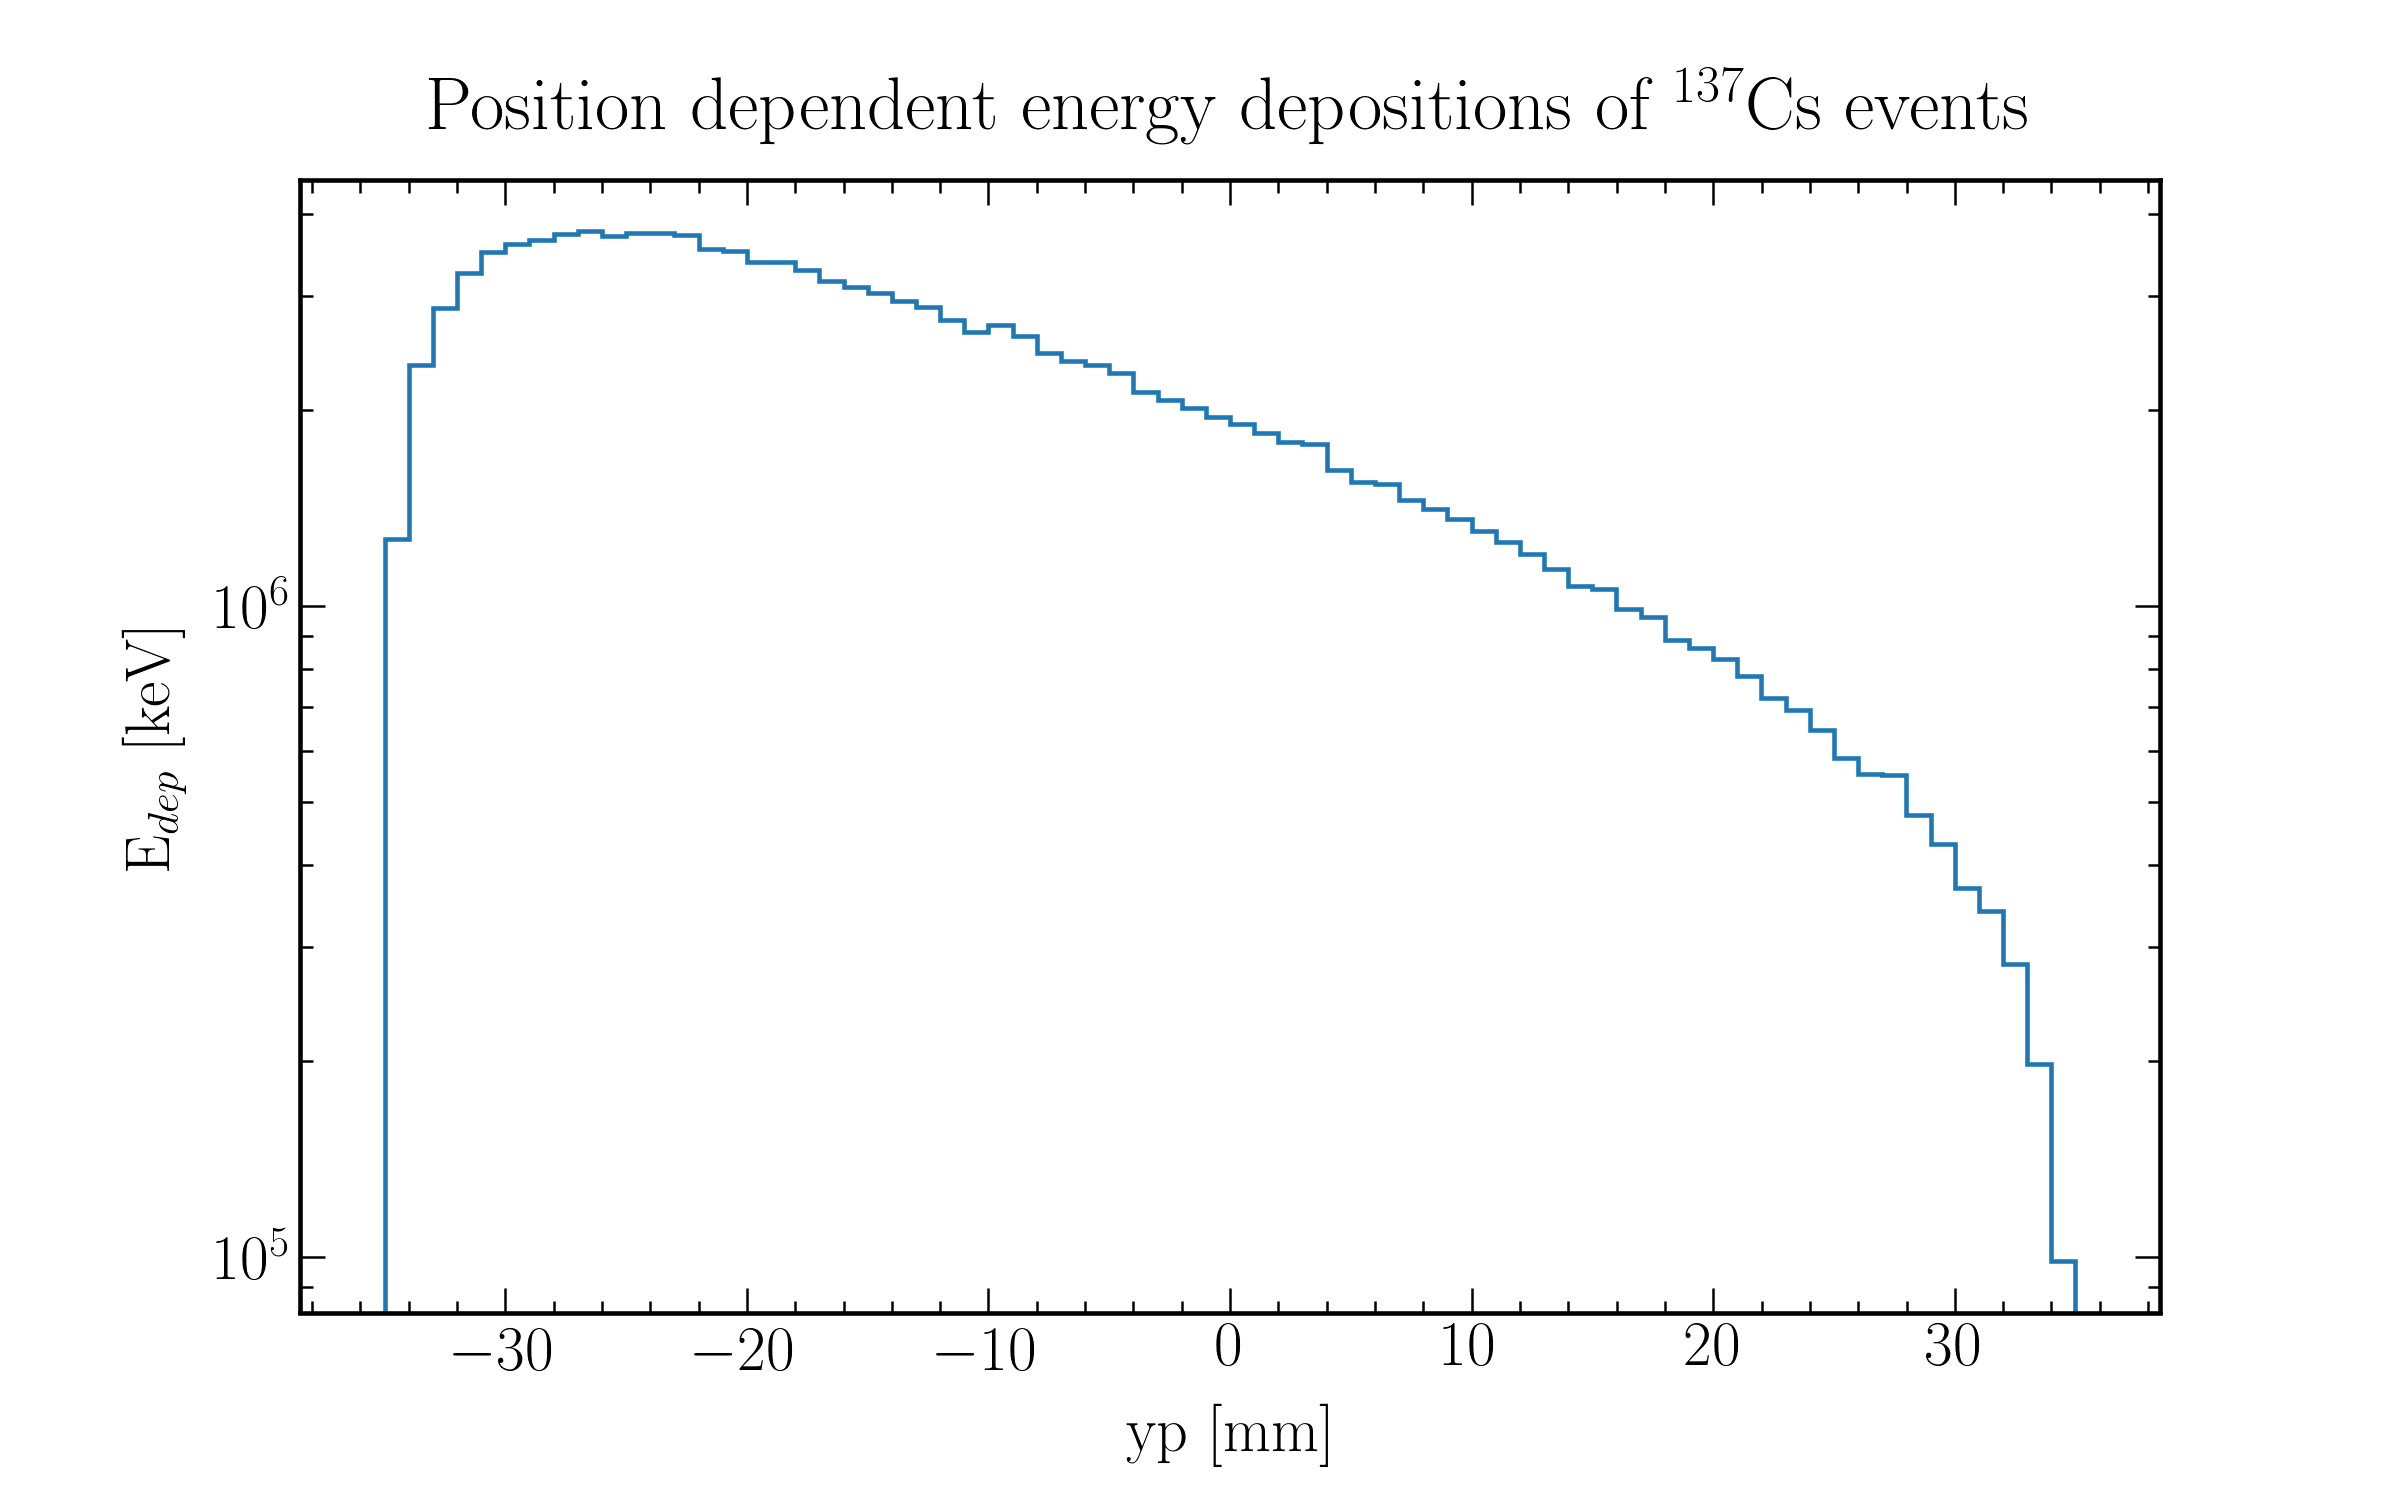 Position dependent energy depositions of ¹³⁷Cs events
E_dep [keV]
10⁶
10⁵
−30 −20 −10 0 10 20 30
yp [mm]